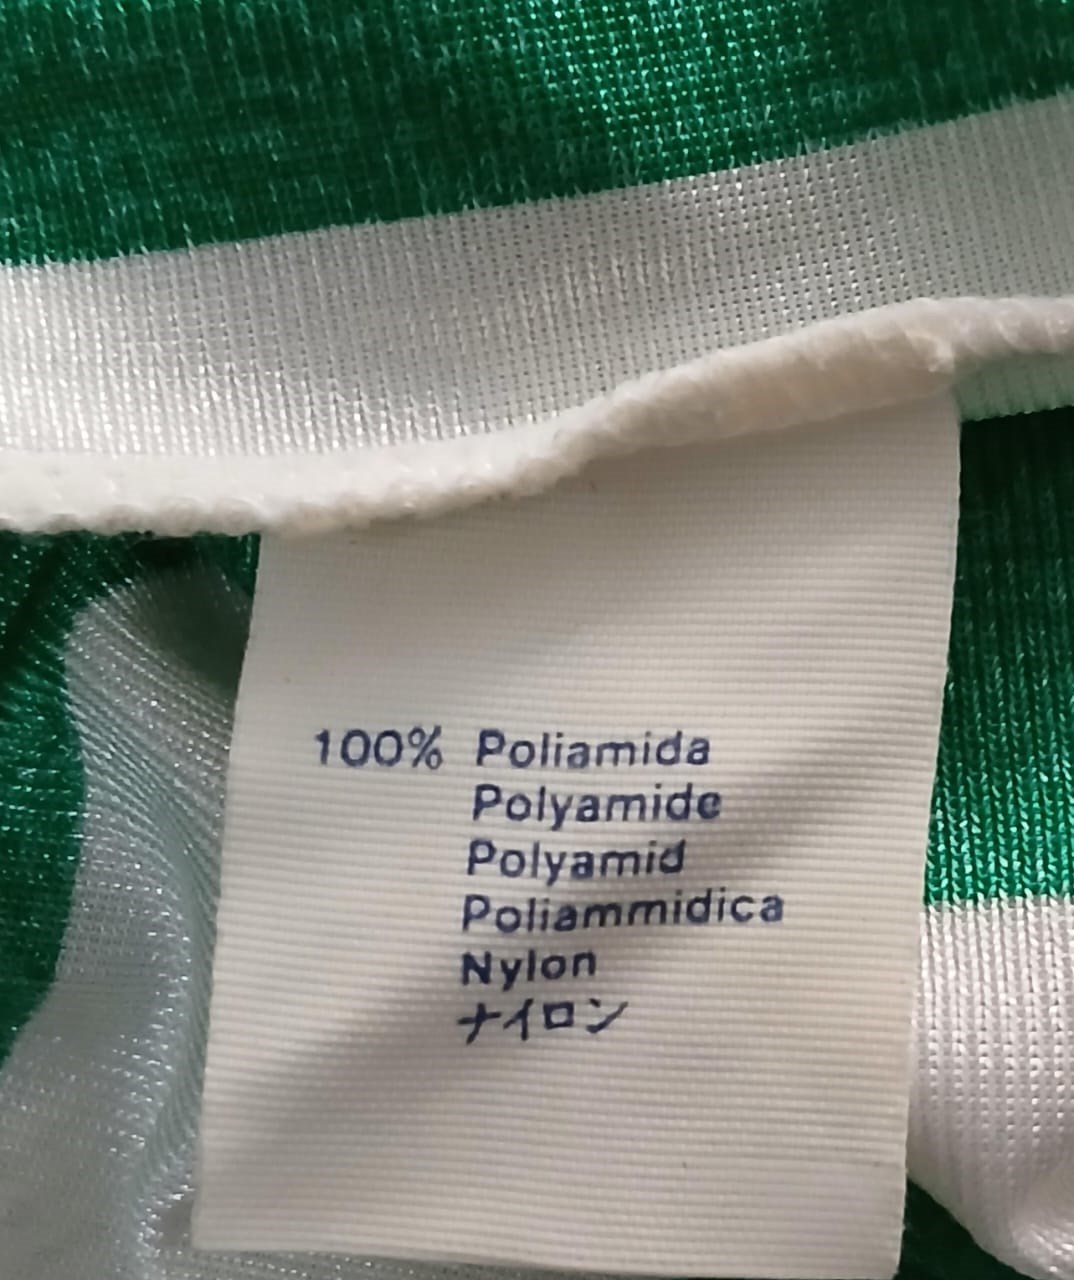 100% Poliamida
Polyamide
Polyamid
Poliammidica
Nylon
ナイロン